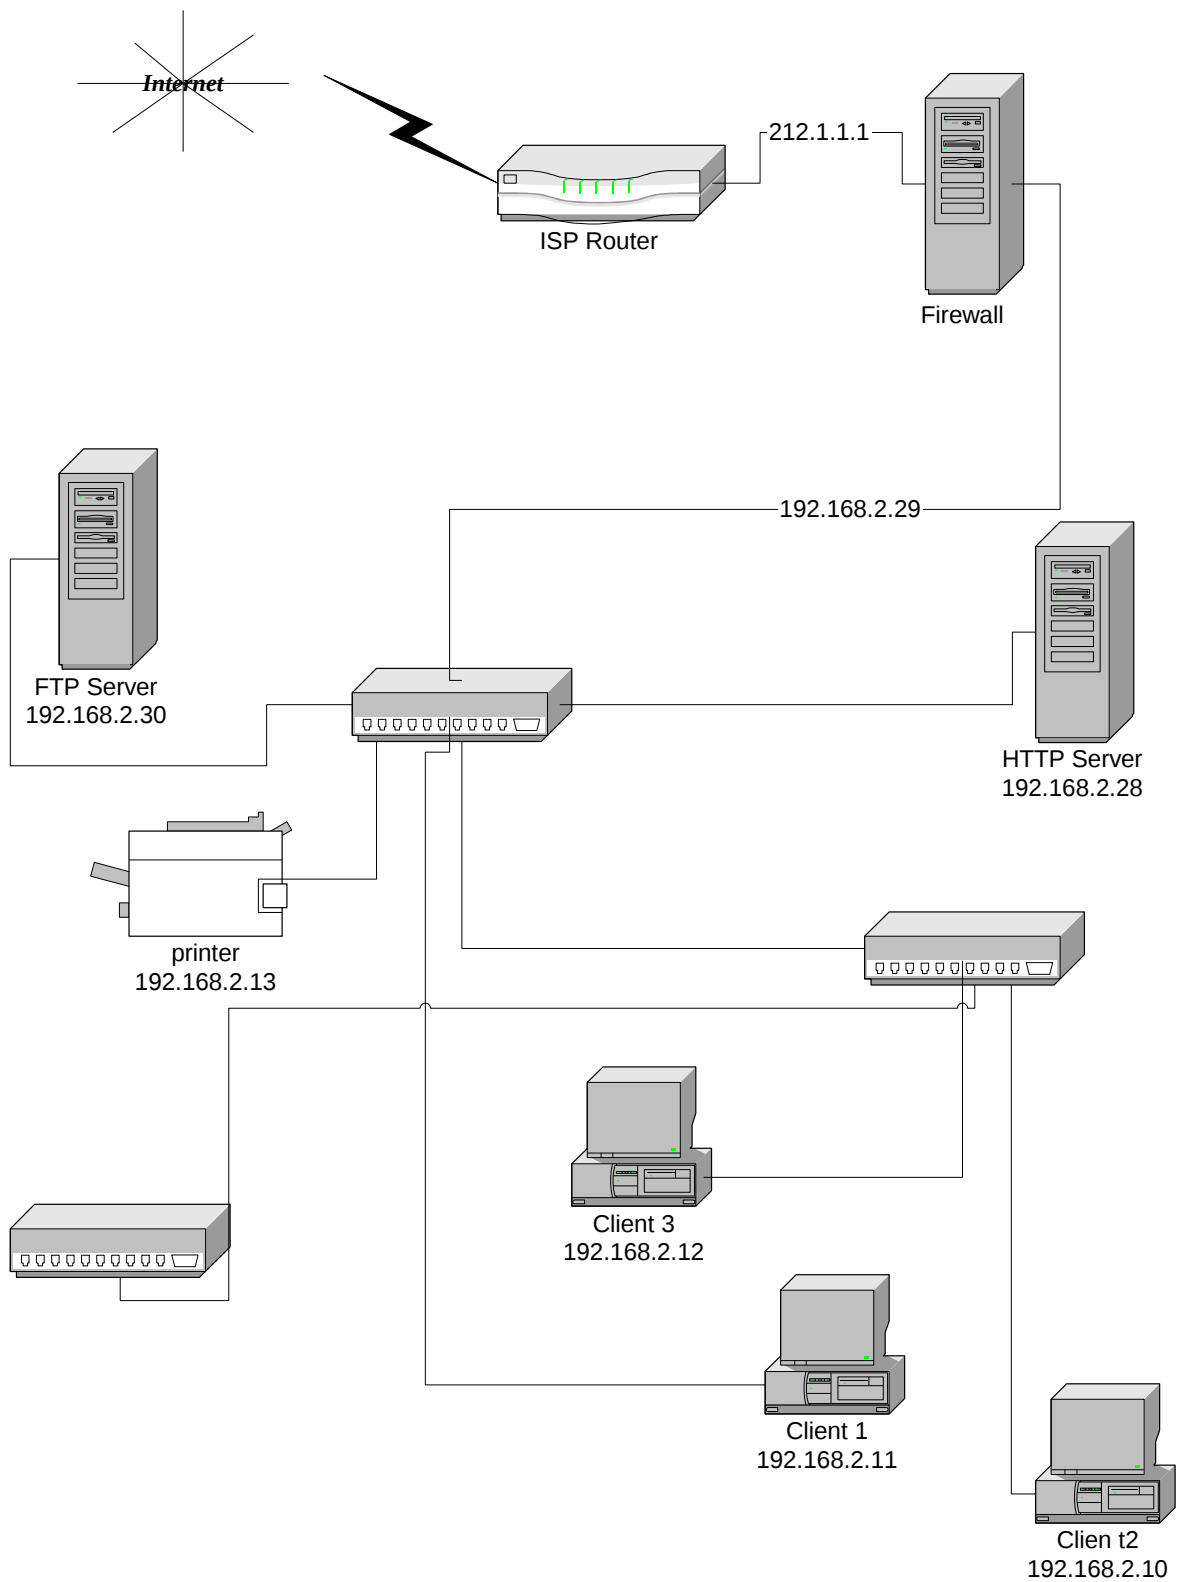 Internet
212.1.1.1
ISP Router
Firewall
192.168.2.29
FTP Server
192.168.2.30
HTTP Server
192.168.2.28
printer
192.168.2.13
Client 3
192.168.2.12
Client 1
192.168.2.11
Clien t2
192.168.2.10